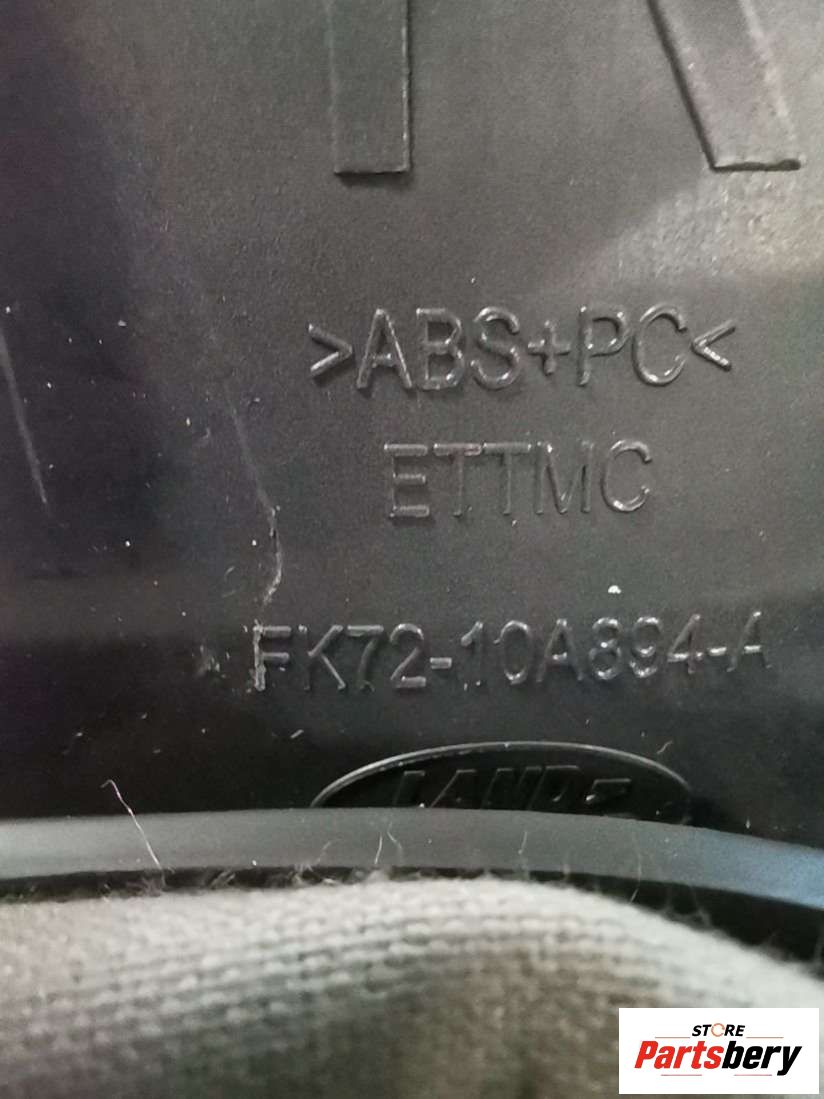 >ABS+PC<
ETTMC
FK72-10A894-A
STORE
Partsbery